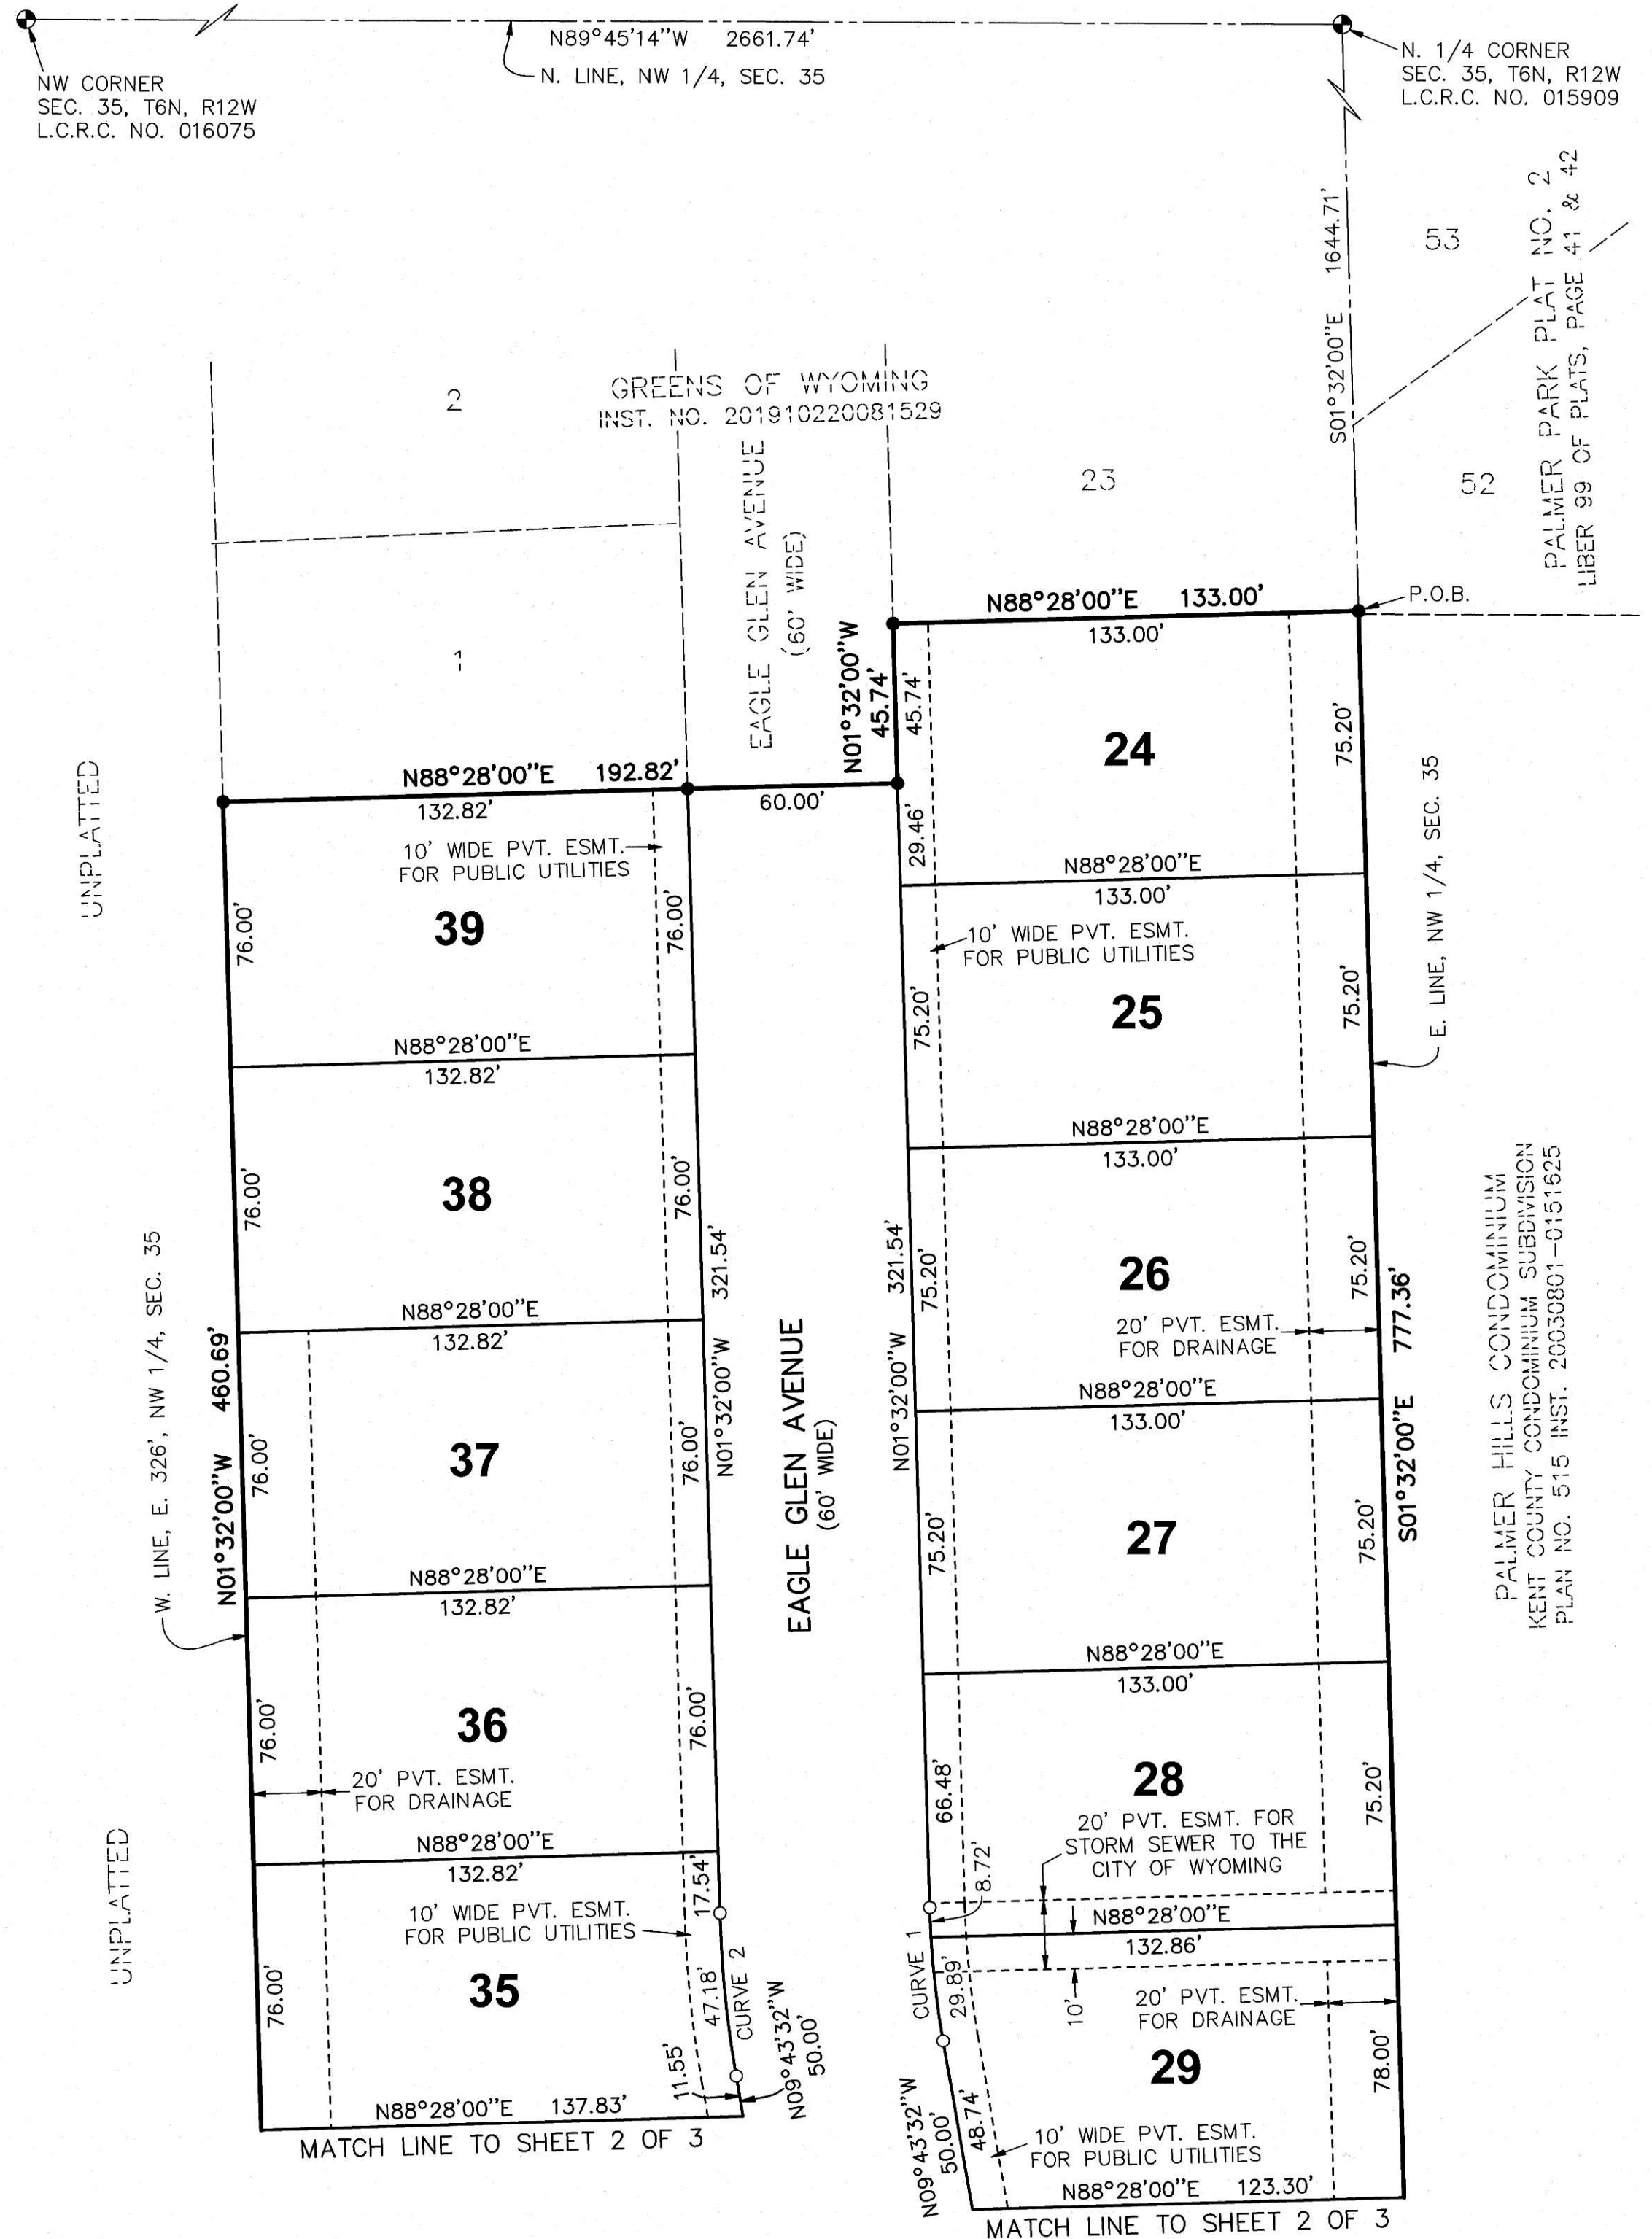 N89°45'14"W 2661.74'
N. LINE, NW 1/4, SEC. 35
NW CORNER
SEC. 35, T6N, R12W
L.C.R.C. NO. 016075
N. 1/4 CORNER
SEC. 35, T6N, R12W
L.C.R.C. NO. 015909
S01°32'00"E 1644.71'
53
PALMER PARK PLAT NO. 2
LIBER 99 OF PLATS, PAGE 41 & 42
52
2
GREENS OF WYOMING
INST. NO. 201910220081529
EAGLE GLEN AVENUE
(60' WIDE)
23
1
N88°28'00"E 133.00'
P.O.B.
133.00'
N01°32'00"W
45.74'
45.74'
24
75.20'
29.46'
N88°28'00"E
UNPLATTED
N88°28'00"E 192.82'
132.82'
60.00'
10' WIDE PVT. ESMT.
FOR PUBLIC UTILITIES
39
76.00'
76.00'
N88°28'00"E
132.82'
38
76.00'
76.00'
N88°28'00"E
132.82'
W. LINE, E. 326', NW 1/4, SEC. 35
N01°32'00"W 460.69'
37
76.00'
76.00'
N01°32'00"W 321.54'
N88°28'00"E
132.82'
36
76.00'
76.00'
20' PVT. ESMT.
FOR DRAINAGE
N88°28'00"E
132.82'
UNPLATTED
10' WIDE PVT. ESMT.
FOR PUBLIC UTILITIES
35
76.00'
17.54'
47.18'
CURVE 2
11.55'
N09°43'32"W
50.00'
N88°28'00"E 137.83'
MATCH LINE TO SHEET 2 OF 3
EAGLE GLEN AVENUE
(60' WIDE)
133.00'
10' WIDE PVT. ESMT.
FOR PUBLIC UTILITIES
25
75.20'
75.20'
E. LINE, NW 1/4, SEC. 35
N88°28'00"E
133.00'
N01°32'00"W 321.54'
75.20'
26
75.20'
20' PVT. ESMT.
FOR DRAINAGE
N88°28'00"E
133.00'
S01°32'00"E 777.36'
PALMER HILLS CONDOMINIUM
KENT COUNTY CONDOMINIUM SUBDIVISION
PLAN NO. 515 INST. 20030801-0151625
75.20'
27
75.20'
N88°28'00"E
133.00'
66.48'
28
75.20'
20' PVT. ESMT. FOR
STORM SEWER TO THE
CITY OF WYOMING
8.72'
N88°28'00"E
132.86'
CURVE 1
29.89'
10'
20' PVT. ESMT.
FOR DRAINAGE
29
78.00'
N09°43'32"W
50.00'
48.74'
10' WIDE PVT. ESMT.
FOR PUBLIC UTILITIES
N88°28'00"E 123.30'
MATCH LINE TO SHEET 2 OF 3